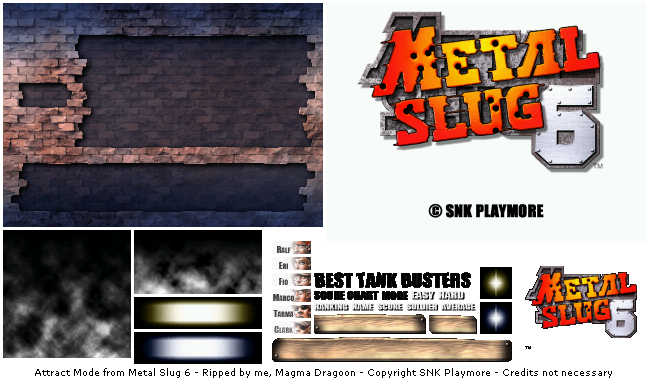 METAL
SLUG
6
TM
© SNK PLAYMORE
RALF
ERI
FIO
MARCO
TARMA
CLARK
BEST TANK BUSTERS
SCORE CHART MODE EASY HARD
RANKING NAME SCORE SOLDIER AVERAGE
METAL
SLUG
6
TM
Attract Mode from Metal Slug 6 - Ripped by me, Magma Dragoon - Copyright SNK Playmore - Credits not necessary